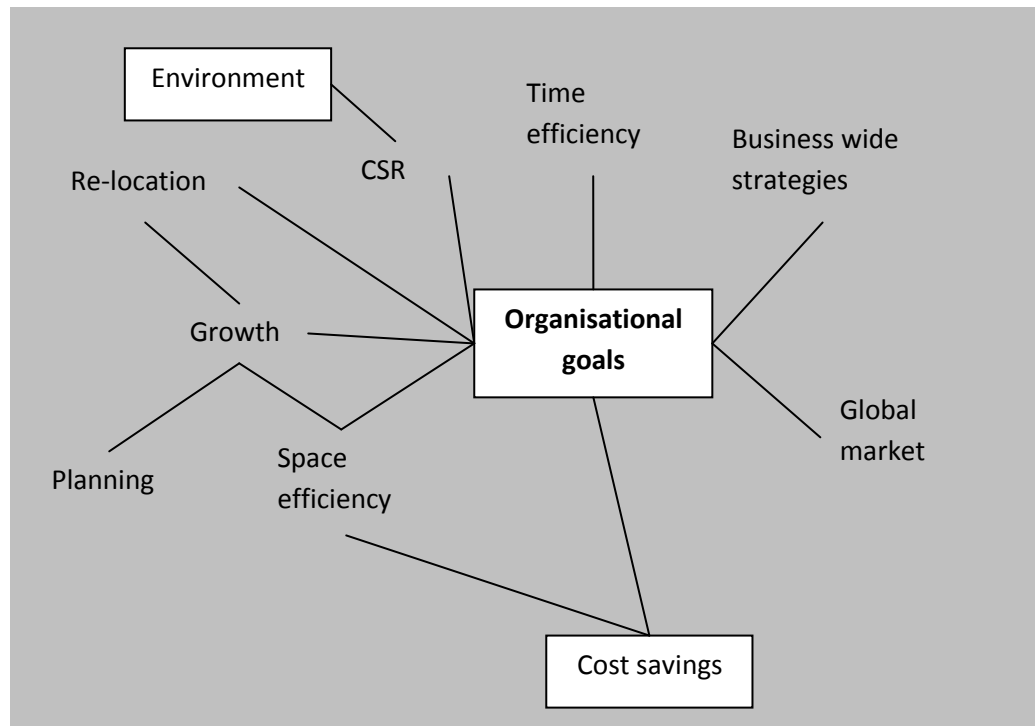 Environment
Time
efficiency
Business wide
strategies
CSR
Re-location
Organisational
goals
Growth
Global
market
Planning
Space
efficiency
Cost savings